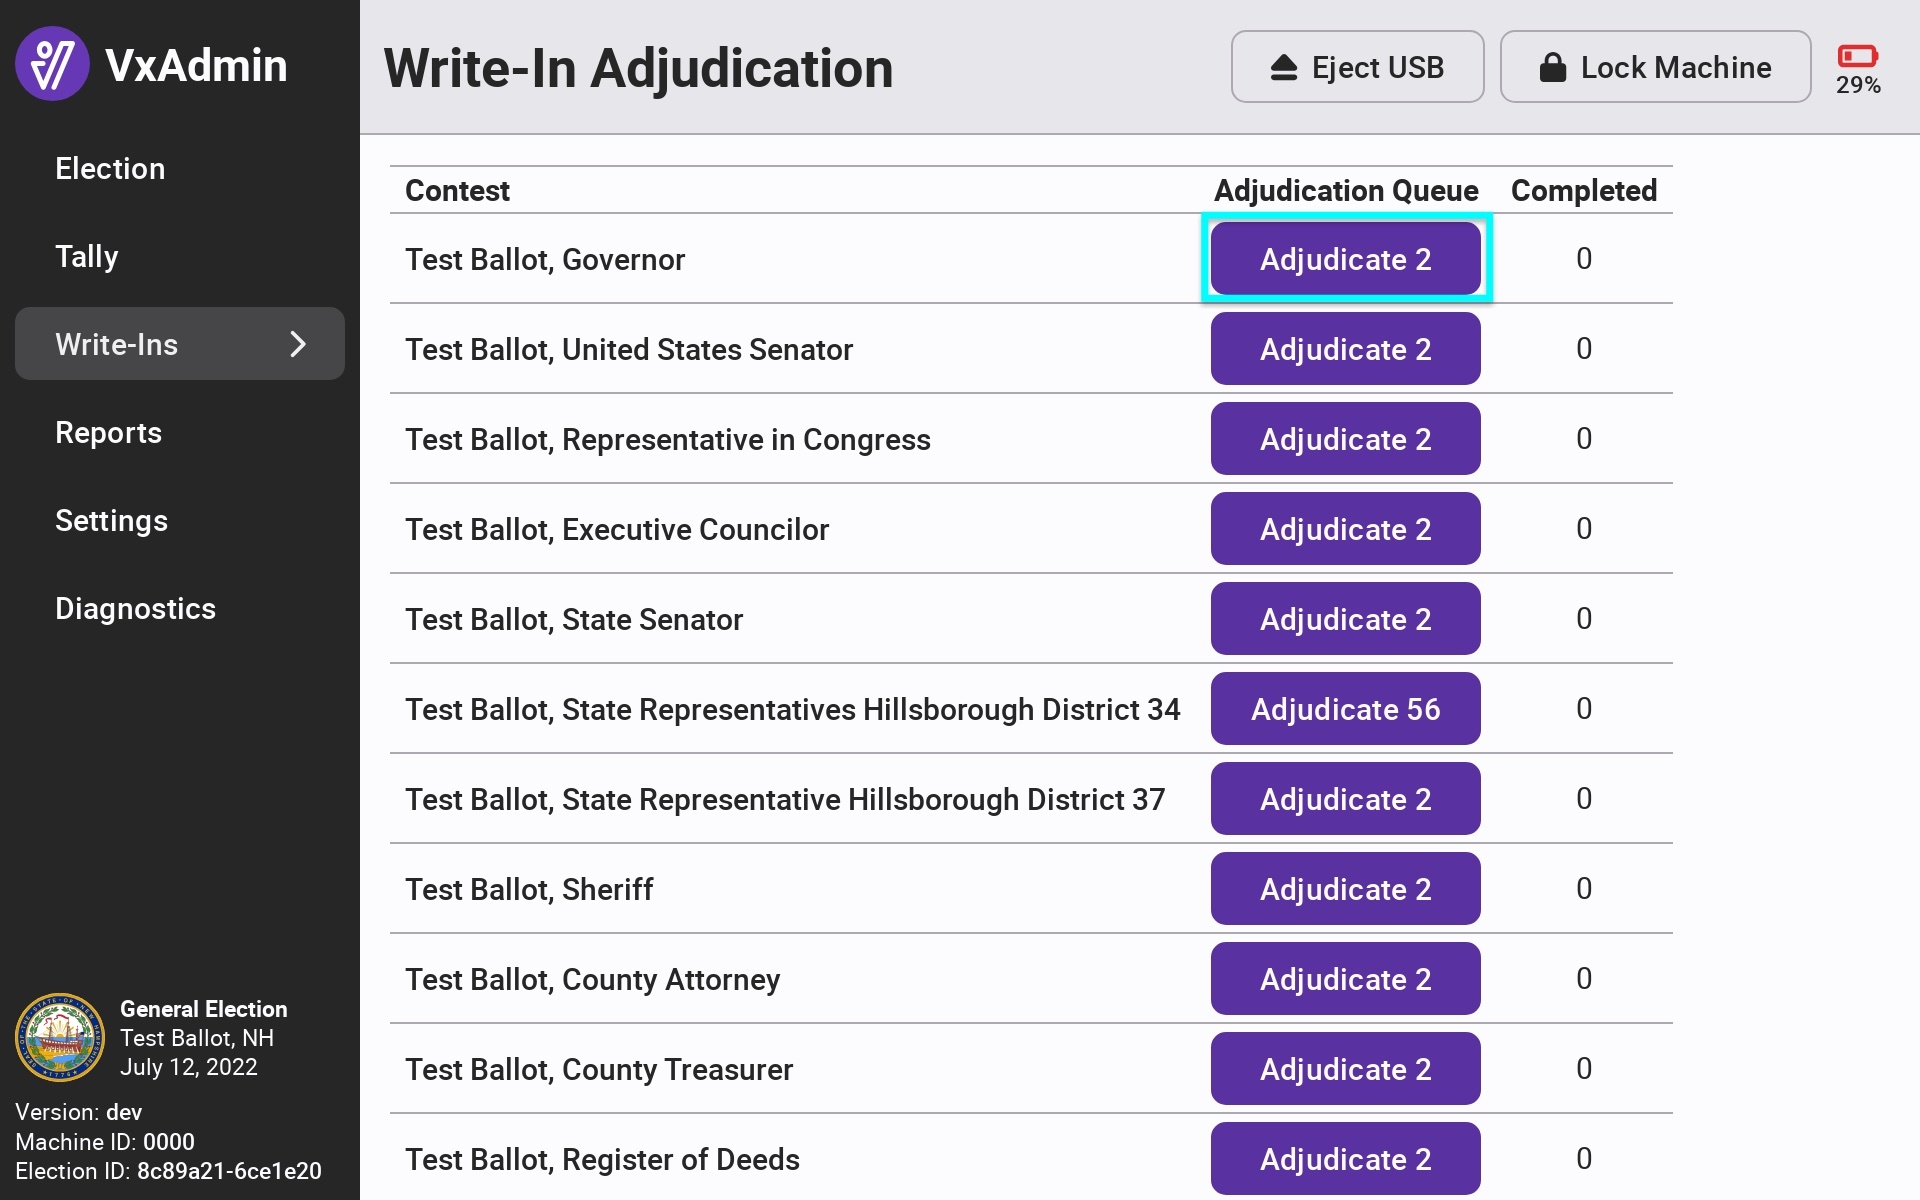 VxAdmin
Election
Tally
Write-Ins
Reports
Settings
Diagnostics
General Election
Test Ballot, NH
July 12, 2022
Version: dev
Machine ID: 0000
Election ID: 8c89a21-6ce1e20
Write-In Adjudication
Eject USB
Lock Machine
29%
Contest Adjudication Queue Completed
Test Ballot, Governor Adjudicate 2 0
Test Ballot, United States Senator Adjudicate 2 0
Test Ballot, Representative in Congress Adjudicate 2 0
Test Ballot, Executive Councilor Adjudicate 2 0
Test Ballot, State Senator Adjudicate 2 0
Test Ballot, State Representatives Hillsborough District 34 Adjudicate 56 0
Test Ballot, State Representative Hillsborough District 37 Adjudicate 2 0
Test Ballot, Sheriff Adjudicate 2 0
Test Ballot, County Attorney Adjudicate 2 0
Test Ballot, County Treasurer Adjudicate 2 0
Test Ballot, Register of Deeds Adjudicate 2 0